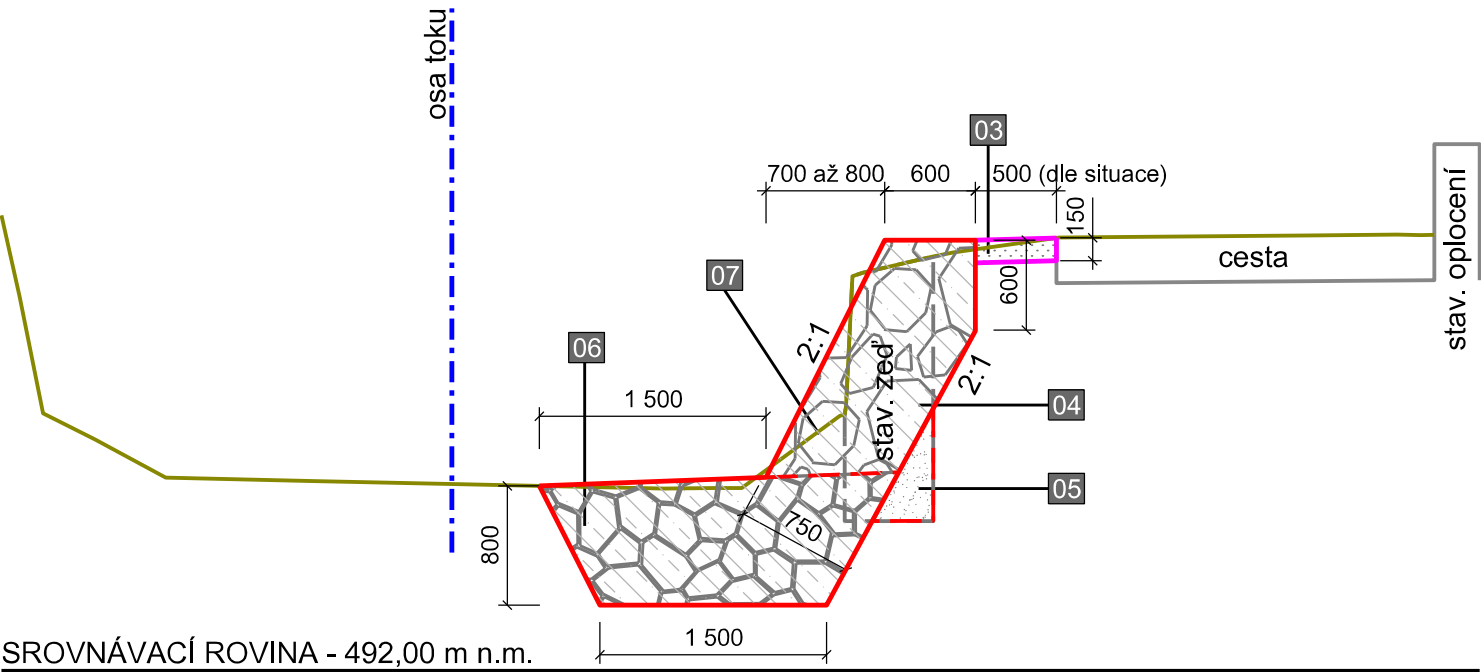 osa toku
03
700 až 800
600
500 (dle situace)
150
stav. oplocení
cesta
07
600
06
2:1
stav. zeď
2:1
1 500
04
05
750
800
1 500
SROVNÁVACÍ ROVINA - 492,00 m n.m.